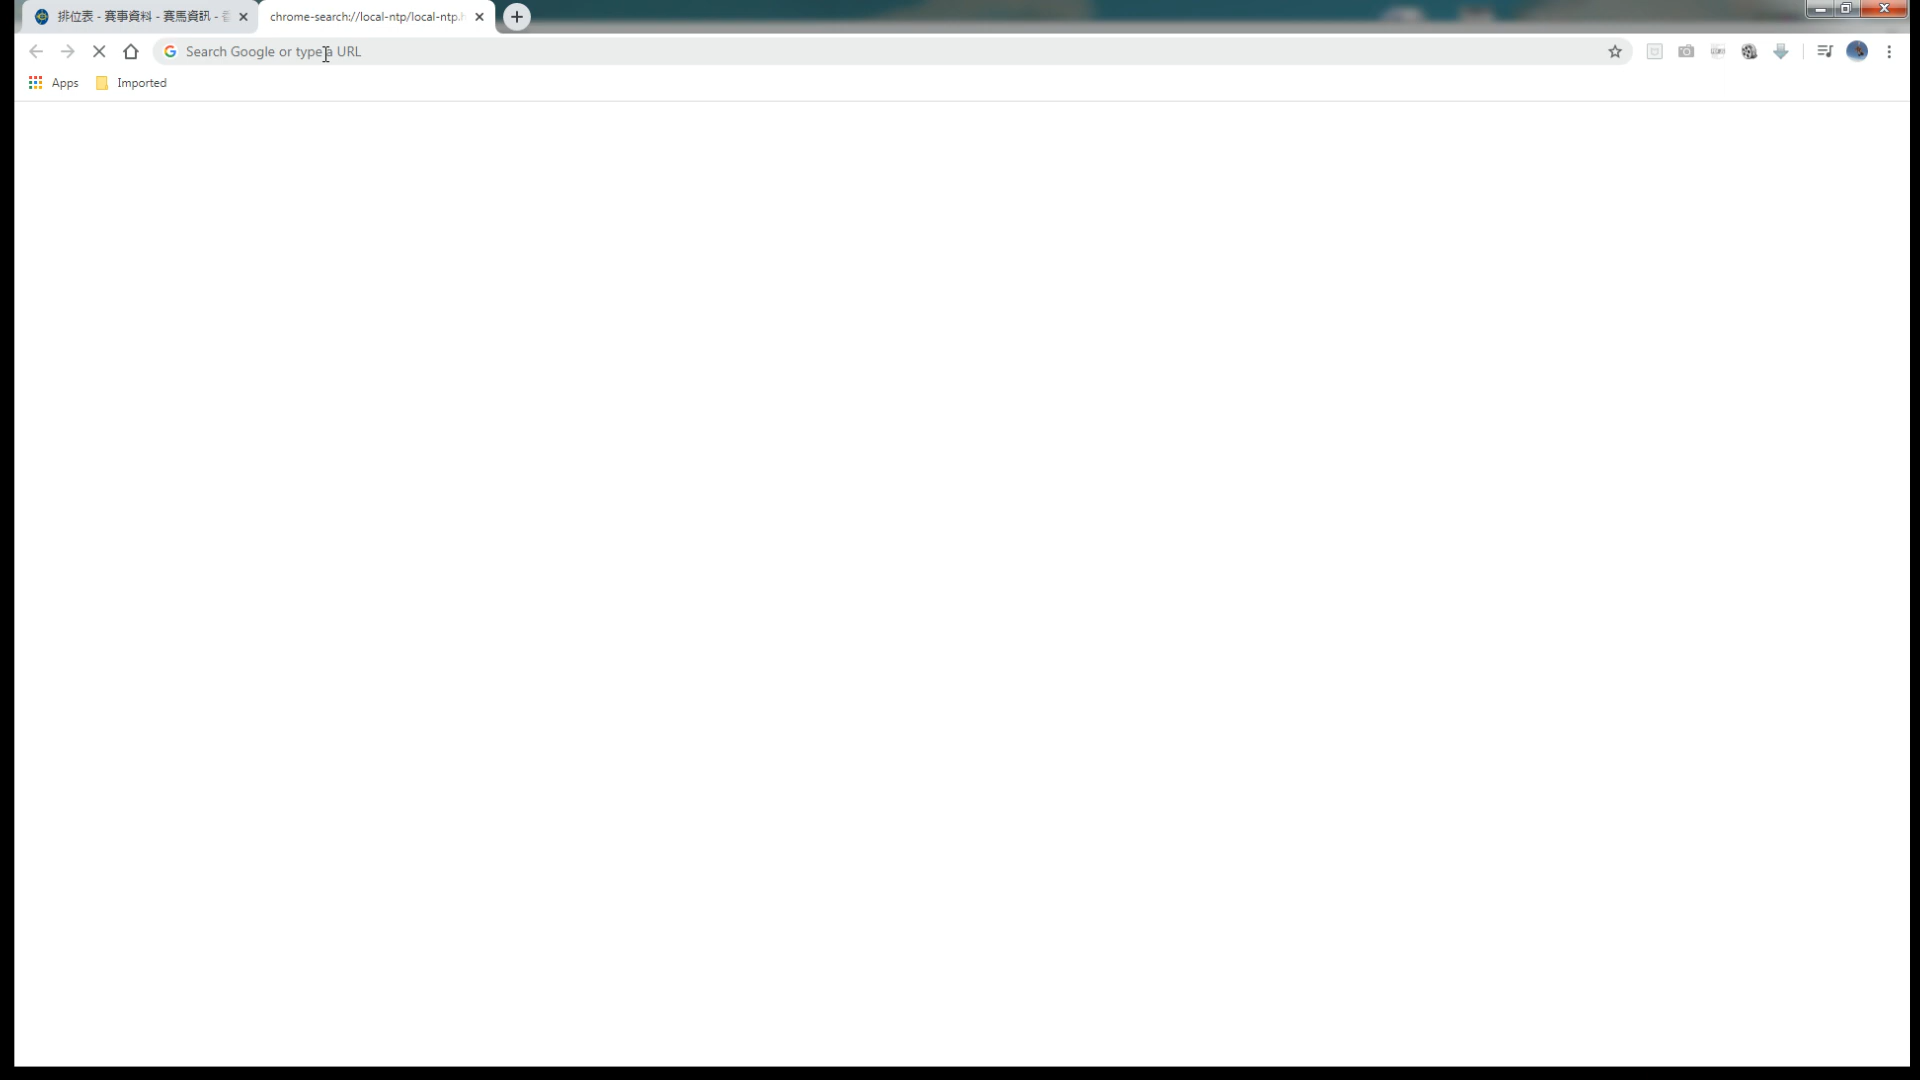 排位表 - 賽事資料 - 賽馬資訊 -
chrome-search://local-ntp/local-ntp.h
Search Google or type a URL
Apps
Imported